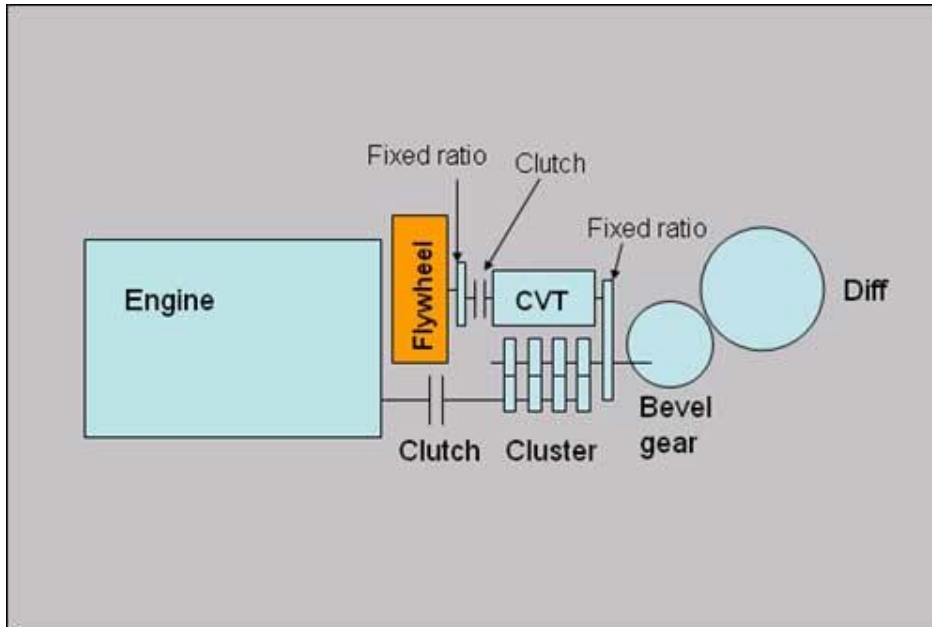 Fixed ratio
Clutch
Fixed ratio
Engine
Flywheel
CVT
Diff
Bevel
gear
Clutch
Cluster